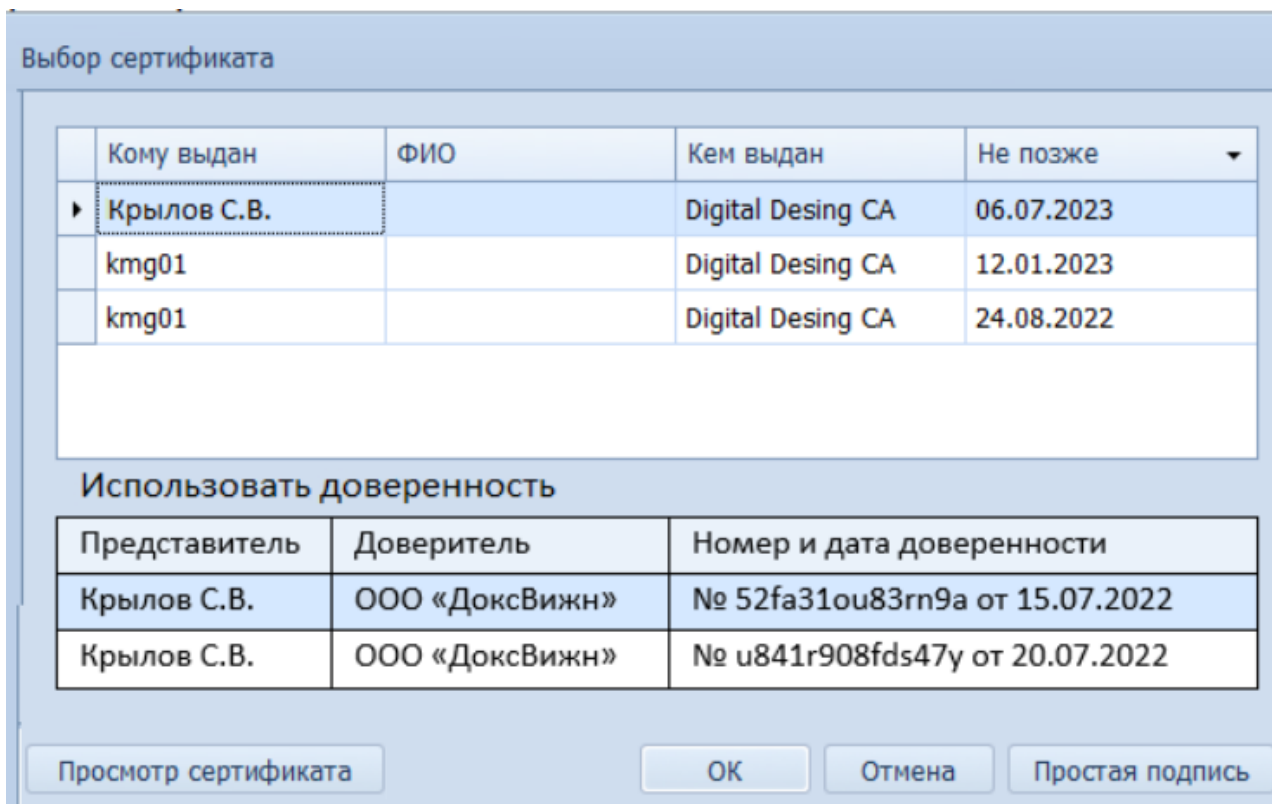 Выбор сертификата
Кому выдан ФИО Кем выдан Не позже
Крылов С.В. Digital Desing CA 06.07.2023
kmg01 Digital Desing CA 12.01.2023
kmg01 Digital Desing CA 24.08.2022
Использовать доверенность
Представитель Доверитель Номер и дата доверенности
Крылов С.В. ООО «ДоксВижн» № 52fa31ou83rn9a от 15.07.2022
Крылов С.В. ООО «ДоксВижн» № u841r908fds47y от 20.07.2022
Просмотр сертификата ОК Отмена Простая подпись